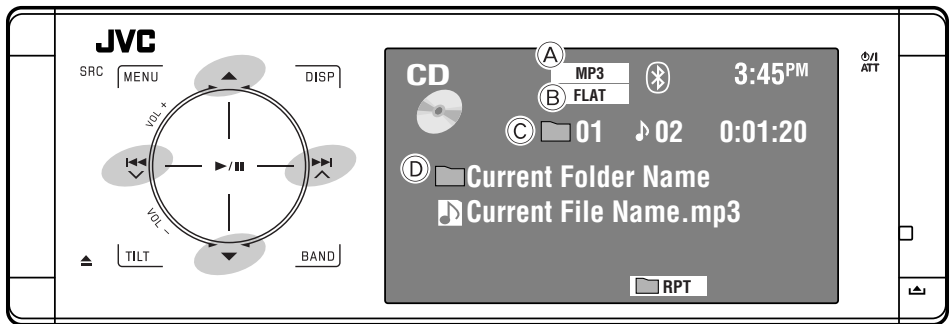 JVC
SRC
MENU
DISP
VOL +
VOL –
TILT
BAND
CD
A
MP3
B
FLAT
3:45PM
C
01
02
0:01:20
D
Current Folder Name
Current File Name.mp3
RPT
/I
ATT